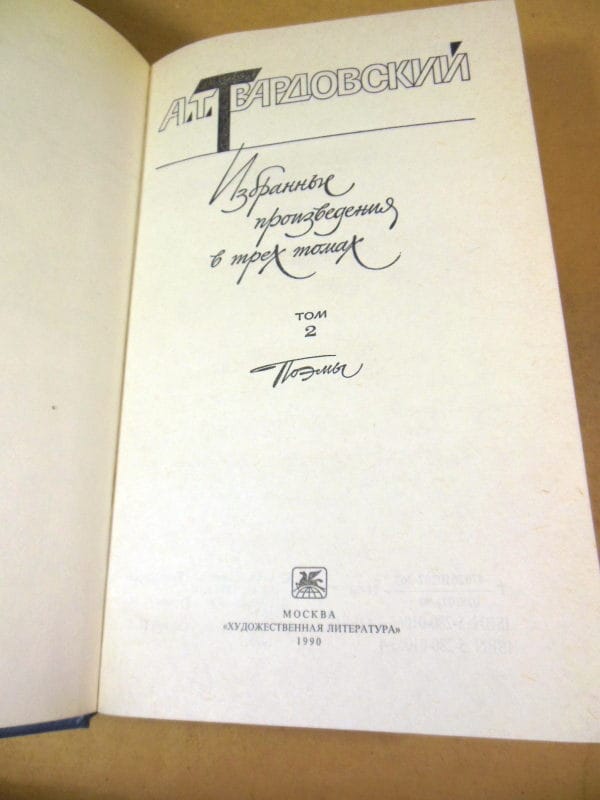 А.Т. ТВАРДОВСКИЙ
Избранные
произведения
в трех томах
ТОМ
2
Поэмы
МОСКВА
«ХУДОЖЕСТВЕННАЯ ЛИТЕРАТУРА»
1990